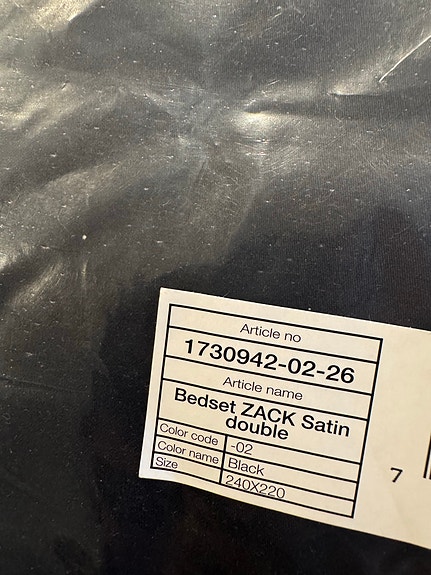 Article no
1730942-02-26
Article name
Bedset ZACK Satin
double
Color code -02
Color name Black
Size 240X220
7